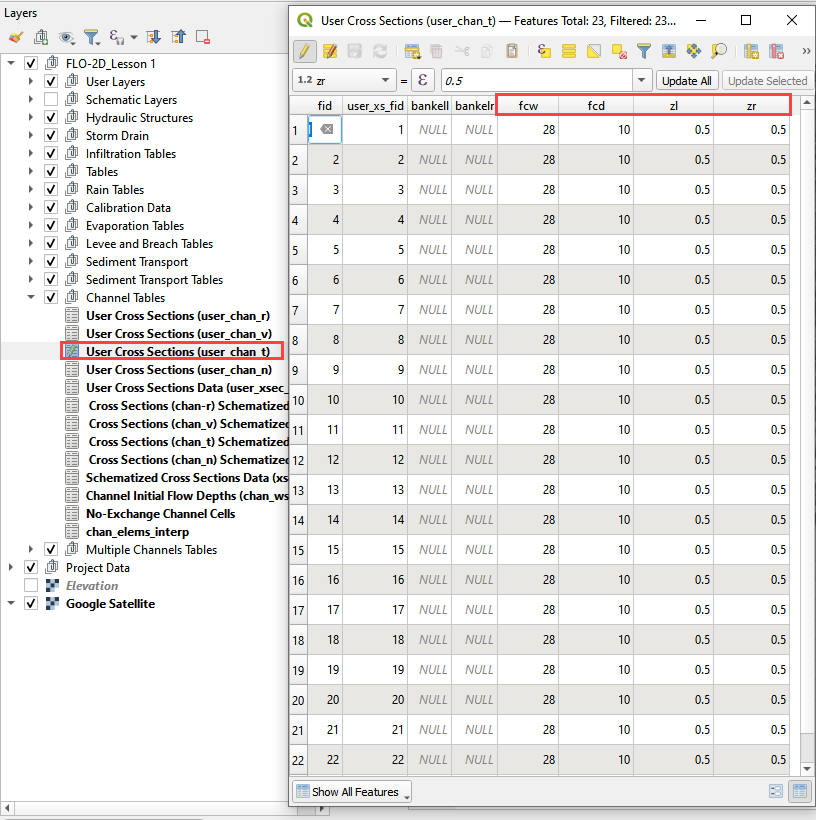 Layers
FLO-2D_Lesson 1
User Layers
Schematic Layers
Hydraulic Structures
Storm Drain
Infiltration Tables
Tables
Rain Tables
Calibration Data
Evaporation Tables
Levee and Breach Tables
Sediment Transport
Sediment Transport Tables
Channel Tables
User Cross Sections (user_chan_r)
User Cross Sections (user_chan_v)
User Cross Sections (user_chan_t)
User Cross Sections (user_chan_n)
User Cross Sections Data (user_xsec_
Cross Sections (chan-r) Schematized
Cross Sections (chan_v) Schematized
Cross Sections (chan_t) Schematized
Cross Sections (chan_n) Schematized
Schematized Cross Sections Data (xs
Channel Initial Flow Depths (chan_ws
No-Exchange Channel Cells
chan_elems_interp
Multiple Channels Tables
Project Data
Elevation
Google Satellite
User Cross Sections (user_chan_t) — Features Total: 23, Filtered: 23...
1.2 zr = ε 0.5 Update All Update Selected
fid user_xs_fid bankell bankelr fcw fcd zl zr
1 1 NULL NULL 28 10 0.5 0.5
2 2 2 NULL NULL 28 10 0.5 0.5
3 3 3 NULL NULL 28 10 0.5 0.5
4 4 4 NULL NULL 28 10 0.5 0.5
5 5 5 NULL NULL 28 10 0.5 0.5
6 6 6 NULL NULL 28 10 0.5 0.5
7 7 7 NULL NULL 28 10 0.5 0.5
8 8 8 NULL NULL 28 10 0.5 0.5
9 9 9 NULL NULL 28 10 0.5 0.5
10 10 10 NULL NULL 28 10 0.5 0.5
11 11 11 NULL NULL 28 10 0.5 0.5
12 12 12 NULL NULL 28 10 0.5 0.5
13 13 13 NULL NULL 28 10 0.5 0.5
14 14 14 NULL NULL 28 10 0.5 0.5
15 15 15 NULL NULL 28 10 0.5 0.5
16 16 16 NULL NULL 28 10 0.5 0.5
17 17 17 NULL NULL 28 10 0.5 0.5
18 18 18 NULL NULL 28 10 0.5 0.5
19 19 19 NULL NULL 28 10 0.5 0.5
20 20 20 NULL NULL 28 10 0.5 0.5
21 21 21 NULL NULL 28 10 0.5 0.5
22 22 22 NULL NULL 28 10 0.5 0.5
Show All Features